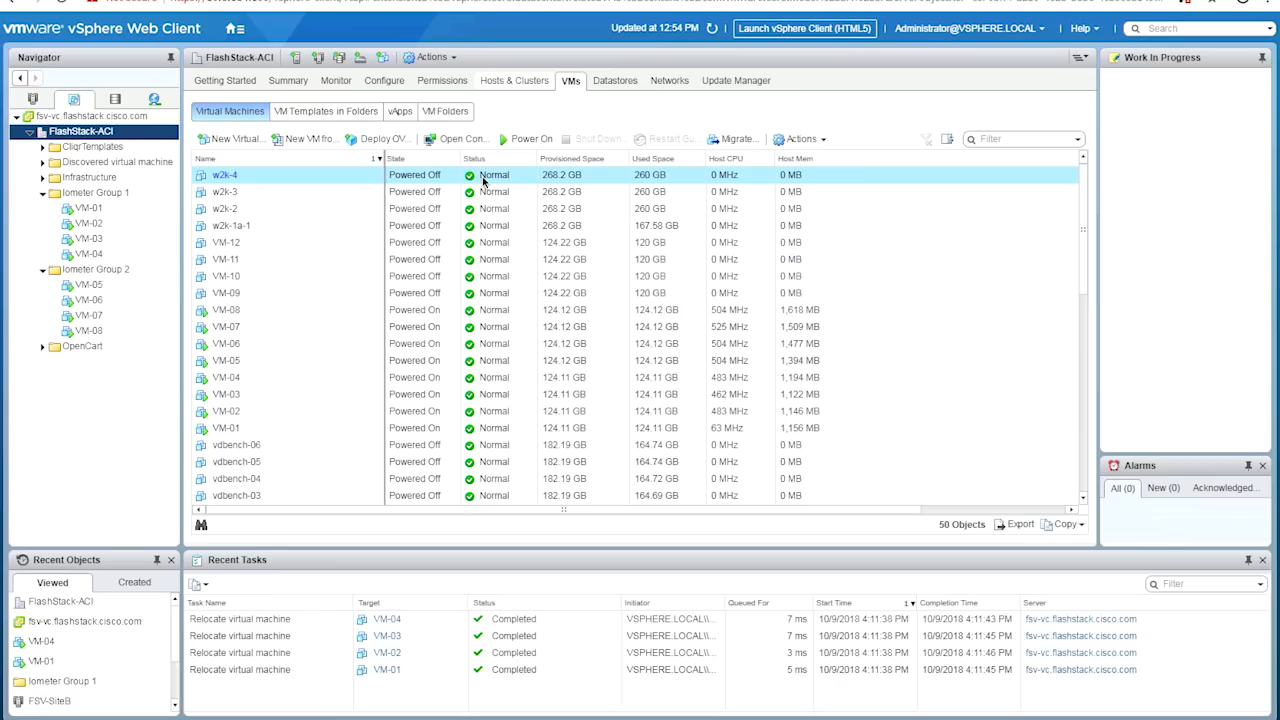 vmware® vSphere Web Client
Updated at 12:54 PM
Launch vSphere Client (HTML5)
Administrator@VSPHERE.LOCAL
Help
Search
Navigator
fsv-vc.flashstack.cisco.com
FlashStack-ACI
CliqrTemplates
Discovered virtual machine
Infrastructure
Iometer Group 1
VM-01
VM-02
VM-03
VM-04
Iometer Group 2
VM-05
VM-06
VM-07
VM-08
OpenCart
FlashStack-ACI Actions
Getting Started Summary Monitor Configure Permissions Hosts & Clusters VMs Datastores Networks Update Manager
Virtual Machines VM Templates in Folders vApps VM Folders
New Virtual... New VM fro... Deploy OV... Open Con... Power On Shut Down... Restart Gu... Migrate... Actions Filter
Name 1 State Status Provisioned Space Used Space Host CPU Host Mem
w2k-4 Powered Off Normal 268.2 GB 260 GB 0 MHz 0 MB
w2k-3 Powered Off Normal 268.2 GB 260 GB 0 MHz 0 MB
w2k-2 Powered Off Normal 268.2 GB 260 GB 0 MHz 0 MB
w2k-1a-1 Powered Off Normal 268.2 GB 167.58 GB 0 MHz 0 MB
VM-12 Powered Off Normal 124.22 GB 120 GB 0 MHz 0 MB
VM-11 Powered Off Normal 124.22 GB 120 GB 0 MHz 0 MB
VM-10 Powered Off Normal 124.22 GB 120 GB 0 MHz 0 MB
VM-09 Powered Off Normal 124.22 GB 120 GB 0 MHz 0 MB
VM-08 Powered On Normal 124.12 GB 124.12 GB 504 MHz 1,618 MB
VM-07 Powered On Normal 124.12 GB 124.12 GB 525 MHz 1,509 MB
VM-06 Powered On Normal 124.12 GB 124.12 GB 504 MHz 1,477 MB
VM-05 Powered On Normal 124.12 GB 124.12 GB 504 MHz 1,394 MB
VM-04 Powered On Normal 124.11 GB 124.11 GB 483 MHz 1,194 MB
VM-03 Powered On Normal 124.11 GB 124.11 GB 462 MHz 1,122 MB
VM-02 Powered On Normal 124.11 GB 124.11 GB 483 MHz 1,146 MB
VM-01 Powered On Normal 124.11 GB 124.11 GB 63 MHz 1,156 MB
vdbench-06 Powered Off Normal 182.19 GB 164.74 GB 0 MHz 0 MB
vdbench-05 Powered Off Normal 182.19 GB 164.74 GB 0 MHz 0 MB
vdbench-04 Powered Off Normal 182.19 GB 164.72 GB 0 MHz 0 MB
vdbench-03 Powered Off Normal 182.19 GB 164.69 GB 0 MHz 0 MB
50 Objects Export Copy
Work In Progress
Alarms
All (0) New (0) Acknowledged...
Recent Objects
Viewed Created
FlashStack-ACI
fsv-vc.flashstack.cisco.com
VM-04
VM-01
Iometer Group 1
FSV-SiteB
Recent Tasks
Filter
Task Name Target Status Initiator Queued For Start Time 1 Completion Time Server
Relocate virtual machine VM-04 Completed VSPHERE.LOCAL\\... 7 ms 10/9/2018 4:11:38 PM 10/9/2018 4:11:43 PM fsv-vc.flashstack.cisco.com
Relocate virtual machine VM-03 Completed VSPHERE.LOCAL\\... 7 ms 10/9/2018 4:11:38 PM 10/9/2018 4:11:45 PM fsv-vc.flashstack.cisco.com
Relocate virtual machine VM-02 Completed VSPHERE.LOCAL\\... 3 ms 10/9/2018 4:11:38 PM 10/9/2018 4:11:46 PM fsv-vc.flashstack.cisco.com
Relocate virtual machine VM-01 Completed VSPHERE.LOCAL\\... 5 ms 10/9/2018 4:11:38 PM 10/9/2018 4:11:45 PM fsv-vc.flashstack.cisco.com